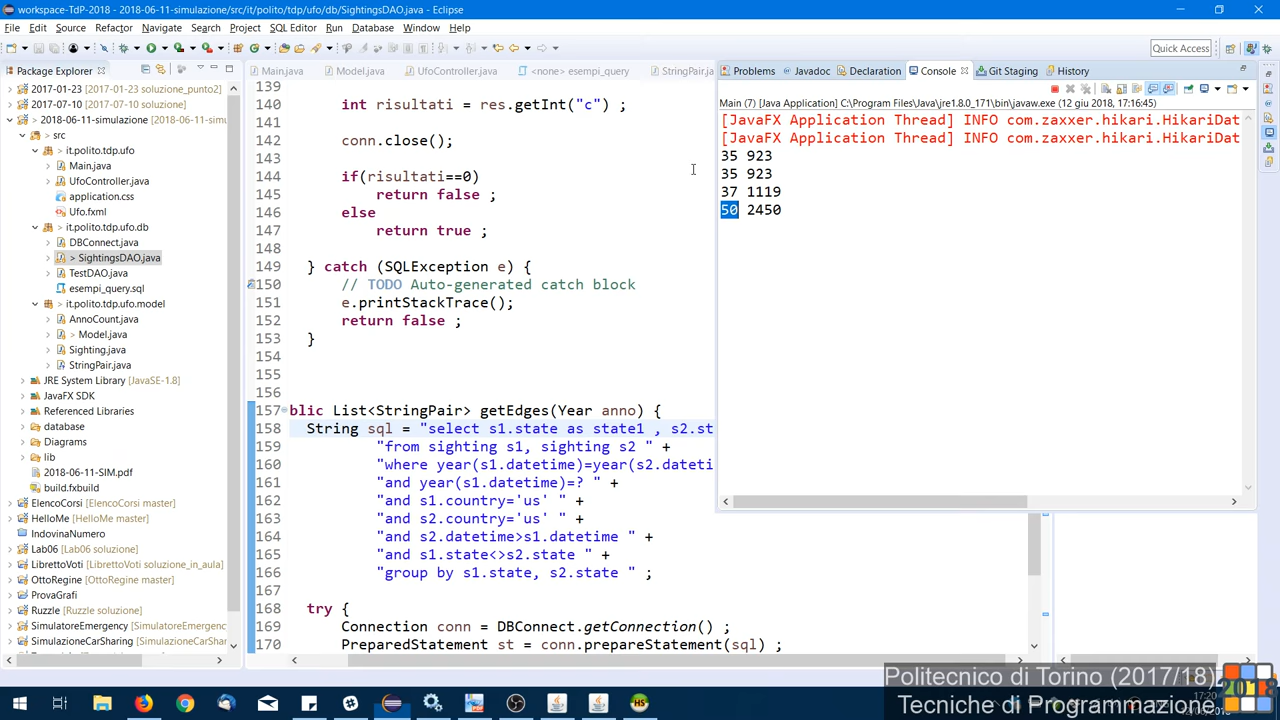 workspace-TdP-2018 - 2018-06-11-simulazione/src/it/polito/tdp/ufo/db/SightingsDAO.java - Eclipse
File Edit Source Refactor Navigate Search Project SQL Editor Run Database Window Help
Quick Access
Package Explorer
2017-01-23 [2017-01-23 soluzione_punto2]
2017-07-10 [2017-07-10 soluzione]
2018-06-11-simulazione [2018-06-11-simu
src
it.polito.tdp.ufo
Main.java
UfoController.java
application.css
Ufo.fxml
it.polito.tdp.ufo.db
DBConnect.java
> SightingsDAO.java
TestDAO.java
esempi_query.sql
it.polito.tdp.ufo.model
AnnoCount.java
> Model.java
Sighting.java
StringPair.java
JRE System Library [JavaSE-1.8]
JavaFX SDK
Referenced Libraries
database
Diagrams
lib
2018-06-11-SIM.pdf
build.fxbuild
ElencoCorsi [ElencoCorsi master]
HelloMe [HelloMe master]
IndovinaNumero
Lab06 [Lab06 soluzione]
LibrettoVoti [LibrettoVoti soluzione_in_aula]
OttoRegine [OttoRegine master]
ProvaGrafi
Ruzzle [Ruzzle soluzione]
SimulatoreEmergency [SimulatoreEmergency
SimulazioneCarSharing [SimulazioneCarShar
Main.java Model.java UfoController.java <none> esempi_query StringPair.ja
139
140 int risultati = res.getInt("c") ;
141
142 conn.close();
143
144 if(risultati==0)
145 return false ;
146 else
147 return true ;
148
149 } catch (SQLException e) {
150 // TODO Auto-generated catch block
151 e.printStackTrace();
152 return false ;
153 }
154
155
156
157 blic List<StringPair> getEdges(Year anno) {
158 String sql = "select s1.state as state1 , s2.st
159 "from sighting s1, sighting s2 " +
160 "where year(s1.datetime)=year(s2.dateti
161 "and year(s1.datetime)=? " +
162 "and s1.country='us' " +
163 "and s2.country='us' " +
164 "and s2.datetime>s1.datetime " +
165 "and s1.state<>s2.state " +
166 "group by s1.state, s2.state " ;
167
168 try {
169 Connection conn = DBConnect.getConnection() ;
170 PreparedStatement st = conn.prepareStatement(sql) ;
Problems Javadoc Declaration Console Git Staging History
Main (7) [Java Application] C:\Program Files\Java\jre1.8.0_171\bin\javaw.exe (12 giu 2018, 17:16:45)
[JavaFX Application Thread] INFO com.zaxxer.hikari.HikariDat
[JavaFX Application Thread] INFO com.zaxxer.hikari.HikariDat
35 923
35 923
37 1119
50 2450
Politecnico di Torino (2017/18)
Tecniche di Programmazione
2018
17:20